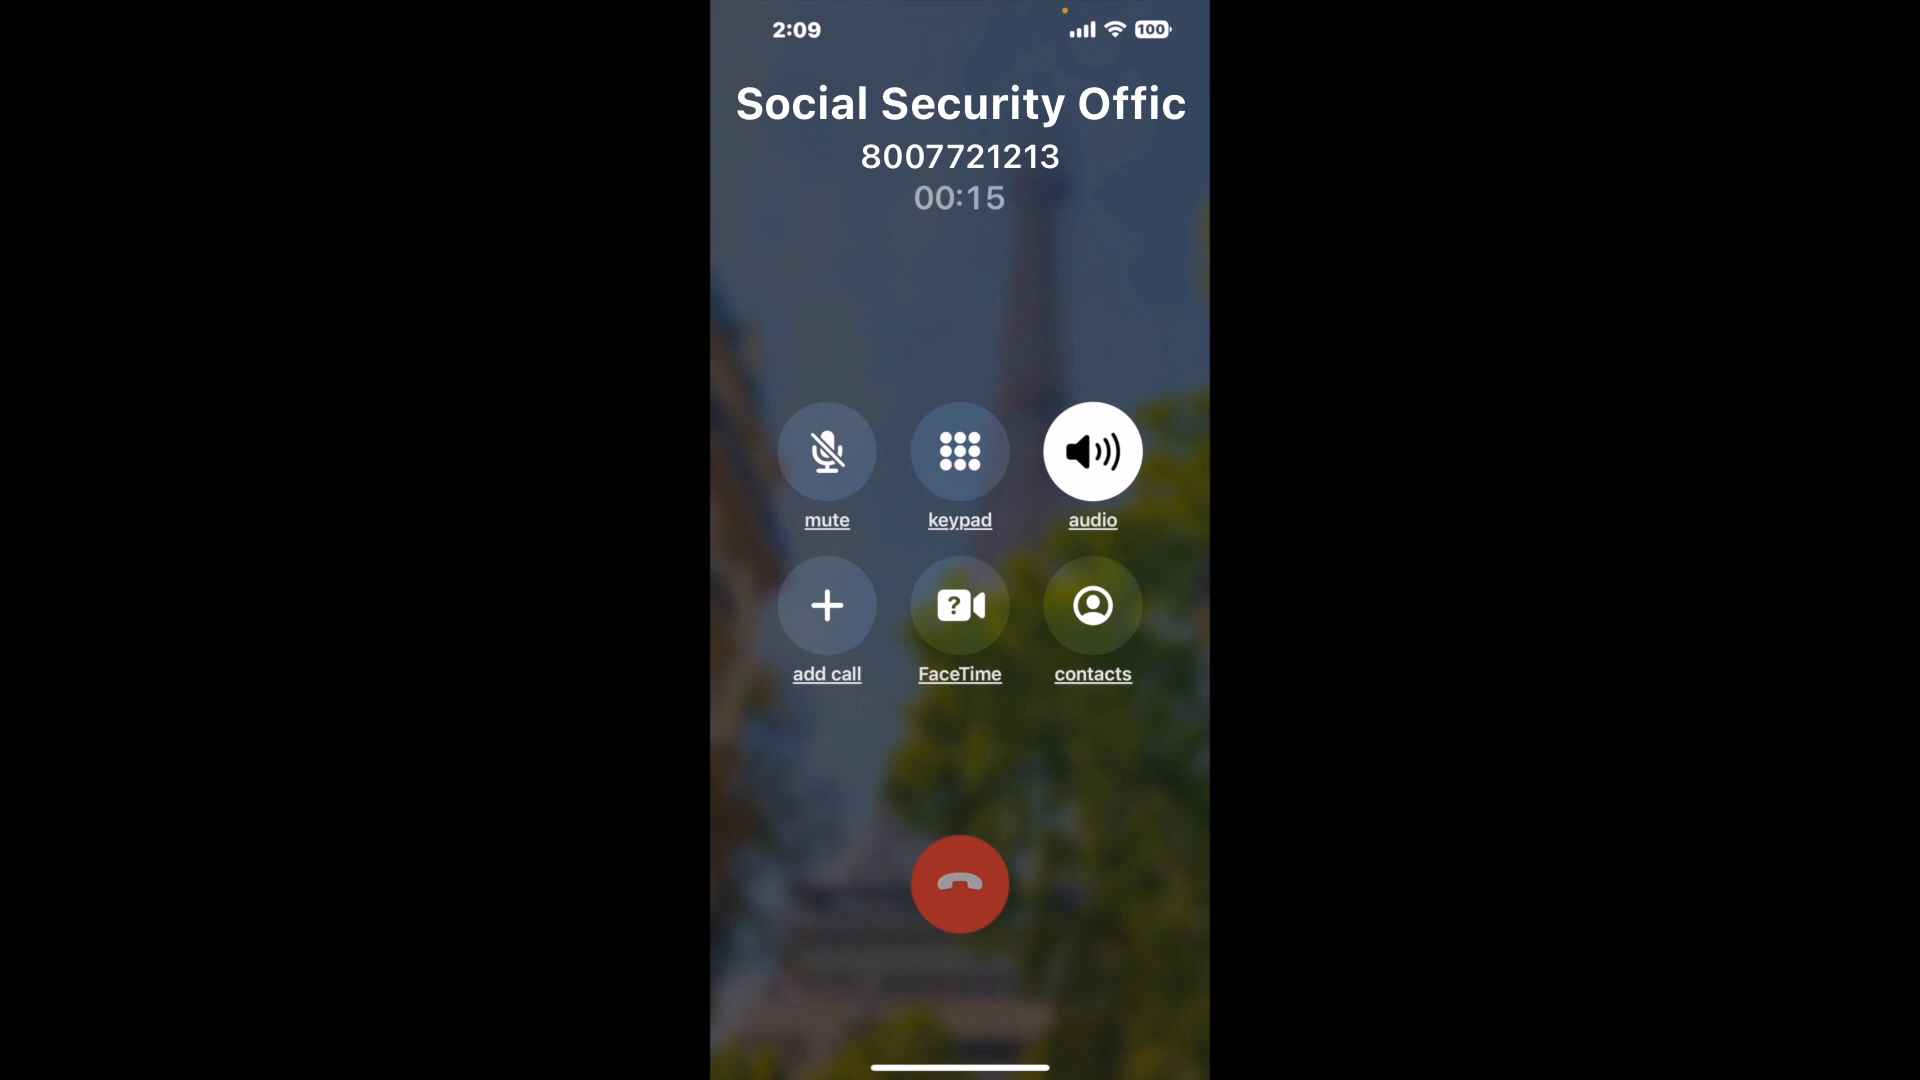 2:09
100
Social Security Offic
8007721213
00:15
mute
keypad
audio
?
add call
FaceTime
contacts